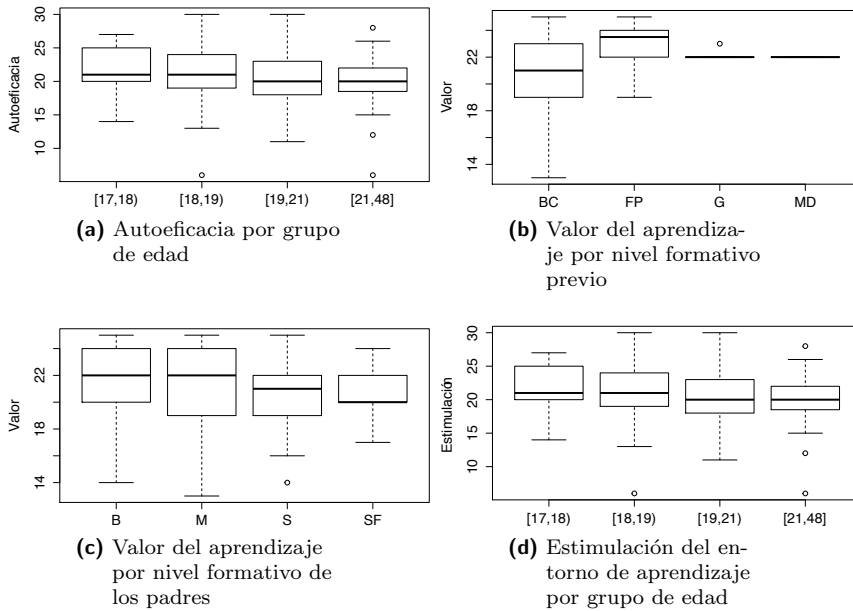 Autoeficacia
30
25
20
15
10
[17,18) [18,19) [19,21) [21,48]
(a) Autoeficacia por grupo
de edad
Valor
22
18
14
BC FP G MD
(b) Valor del aprendiza-
je por nivel formativo
previo
Valor
22
18
14
B M S SF
(c) Valor del aprendizaje
por nivel formativo de
los padres
Estimulación
30
25
20
15
10
[17,18) [18,19) [19,21) [21,48]
(d) Estimulación del en-
torno de aprendizaje
por grupo de edad